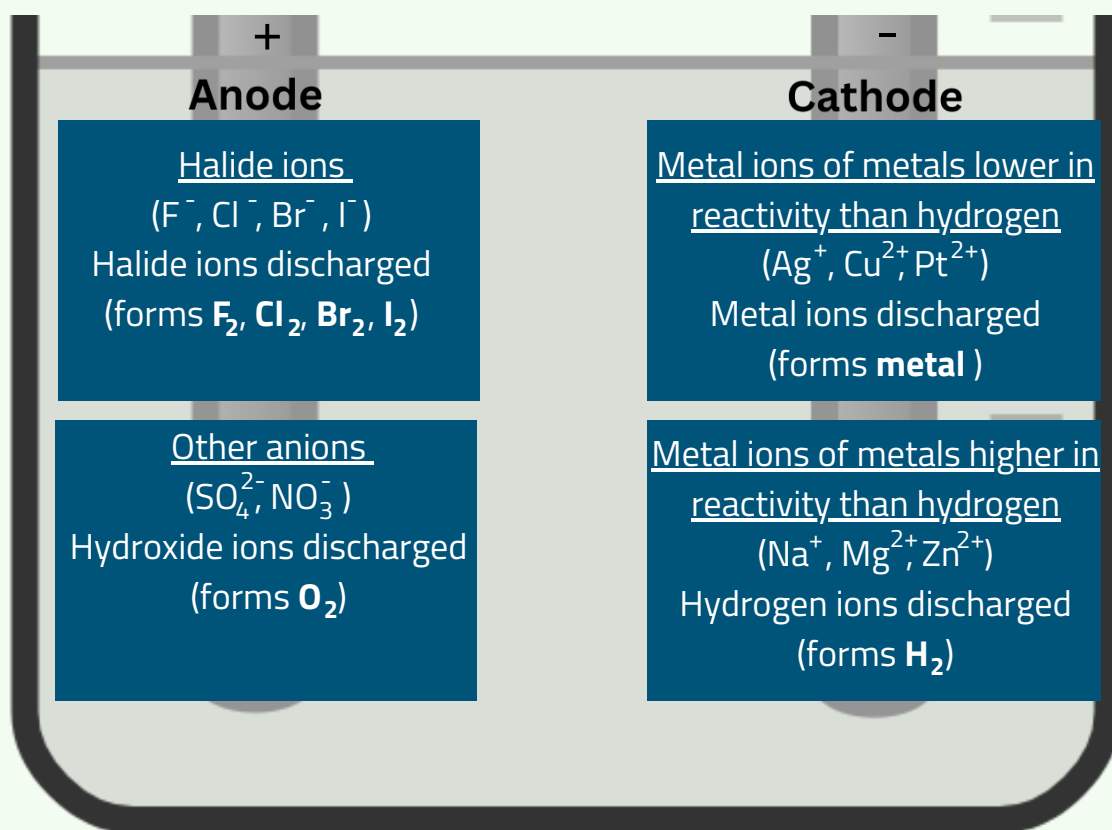 +
Anode
Halide ions
(F⁻, Cl⁻, Br⁻, I⁻)
Halide ions discharged
(forms F₂, Cl₂, Br₂, I₂)
Other anions
(SO₄²⁻, NO₃⁻)
Hydroxide ions discharged
(forms O₂)
-
Cathode
Metal ions of metals lower in
reactivity than hydrogen
(Ag⁺, Cu²⁺, Pt²⁺)
Metal ions discharged
(forms metal)
Metal ions of metals higher in
reactivity than hydrogen
(Na⁺, Mg²⁺, Zn²⁺)
Hydrogen ions discharged
(forms H₂)